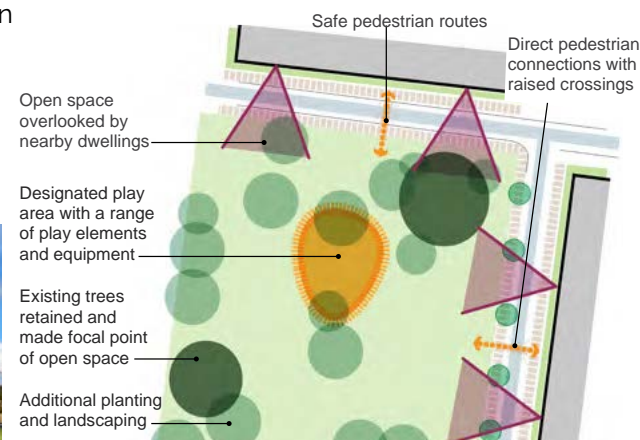 n
Safe pedestrian routes
Direct pedestrian
connections with
raised crossings
Open space
overlooked by
nearby dwellings
Designated play
area with a range
of play elements
and equipment
Existing trees
retained and
made focal point
of open space
Additional planting
and landscaping